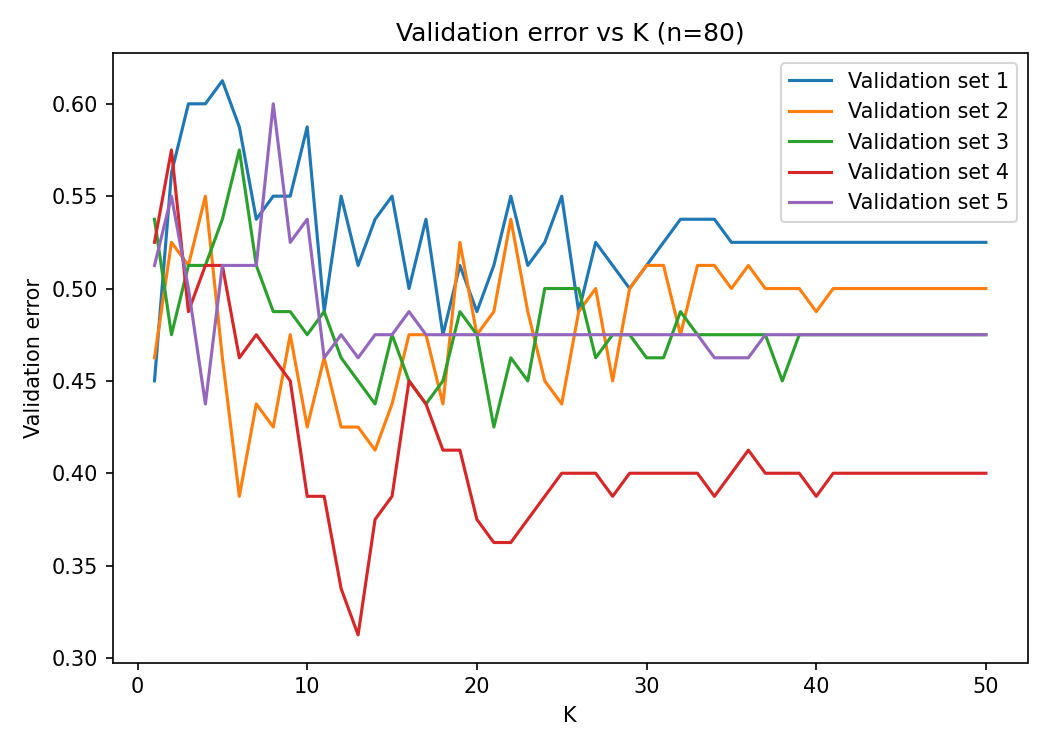 Validation error vs K (n=80)
Validation error
0.60
0.55
0.50
0.45
0.40
0.35
0.30
Validation set 1
Validation set 2
Validation set 3
Validation set 4
Validation set 5
0 10 20 30 40 50
K